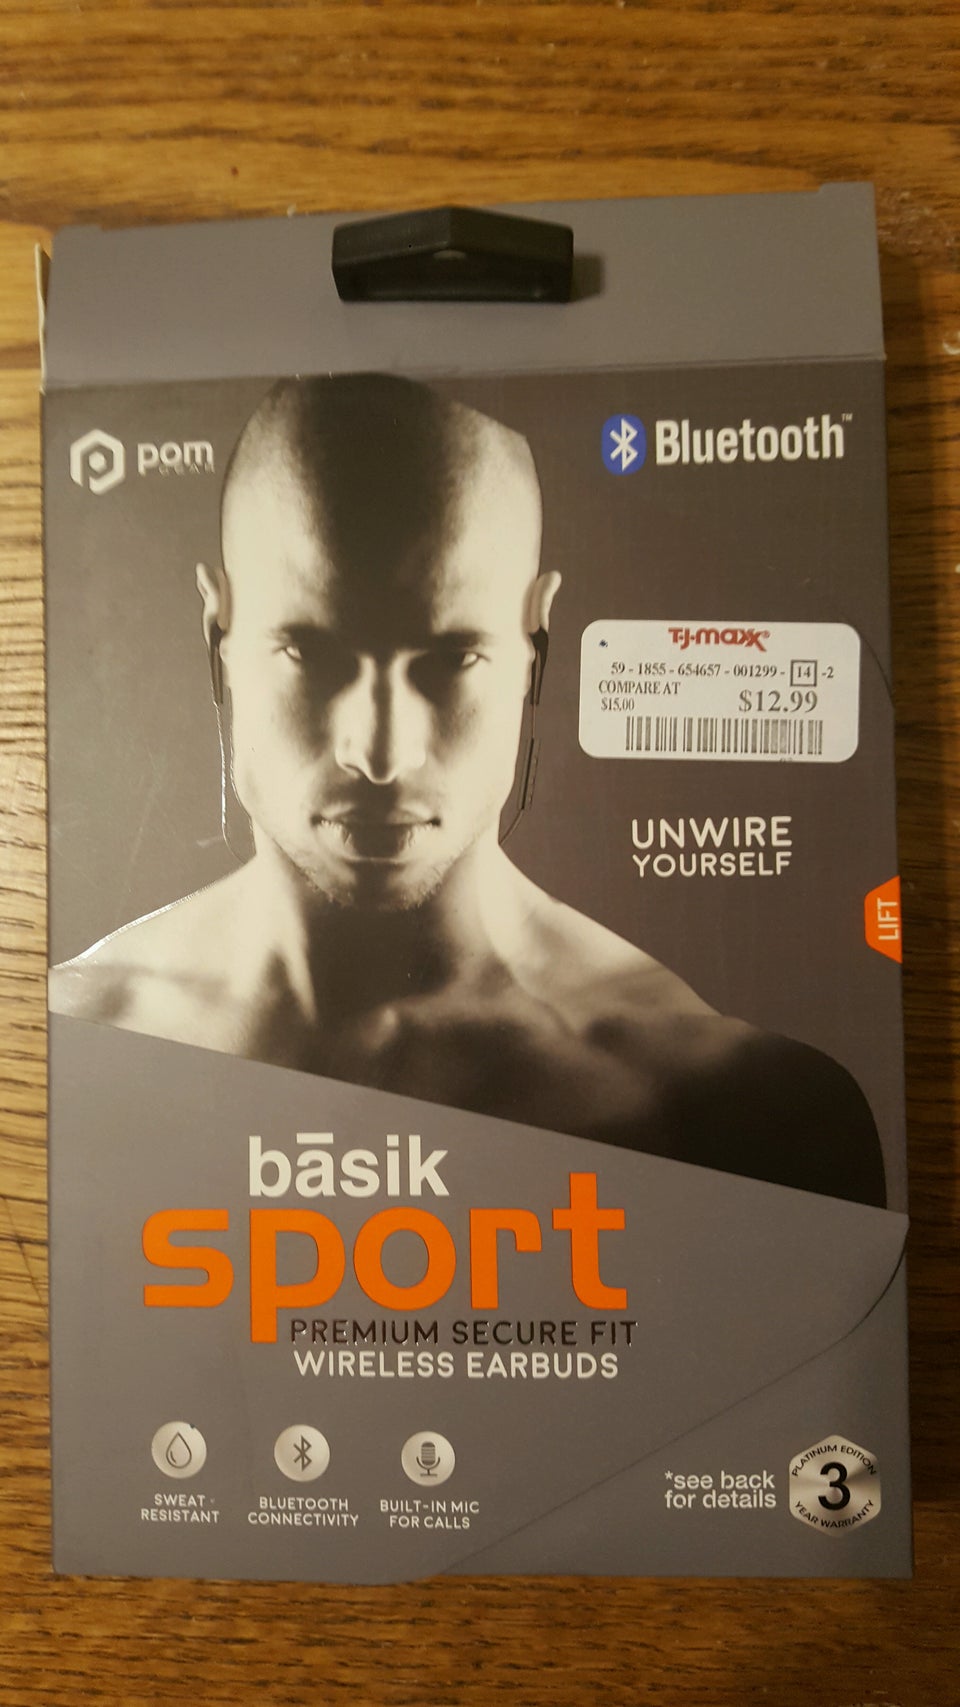 pom
GEAR
Bluetooth™
T·J·maxx®
59 - 1855 - 654657 - 001299 - 14 -2
COMPARE AT
$15.00
$12.99
UNWIRE
YOURSELF
LIFT
bāsik
sport
PREMIUM SECURE FIT
WIRELESS EARBUDS
SWEAT -
RESISTANT
BLUETOOTH
CONNECTIVITY
BUILT-IN MIC
FOR CALLS
*see back
for details
PLATINUM EDITION
3
YEAR WARRANTY